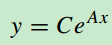 y = Ce^{Ax}